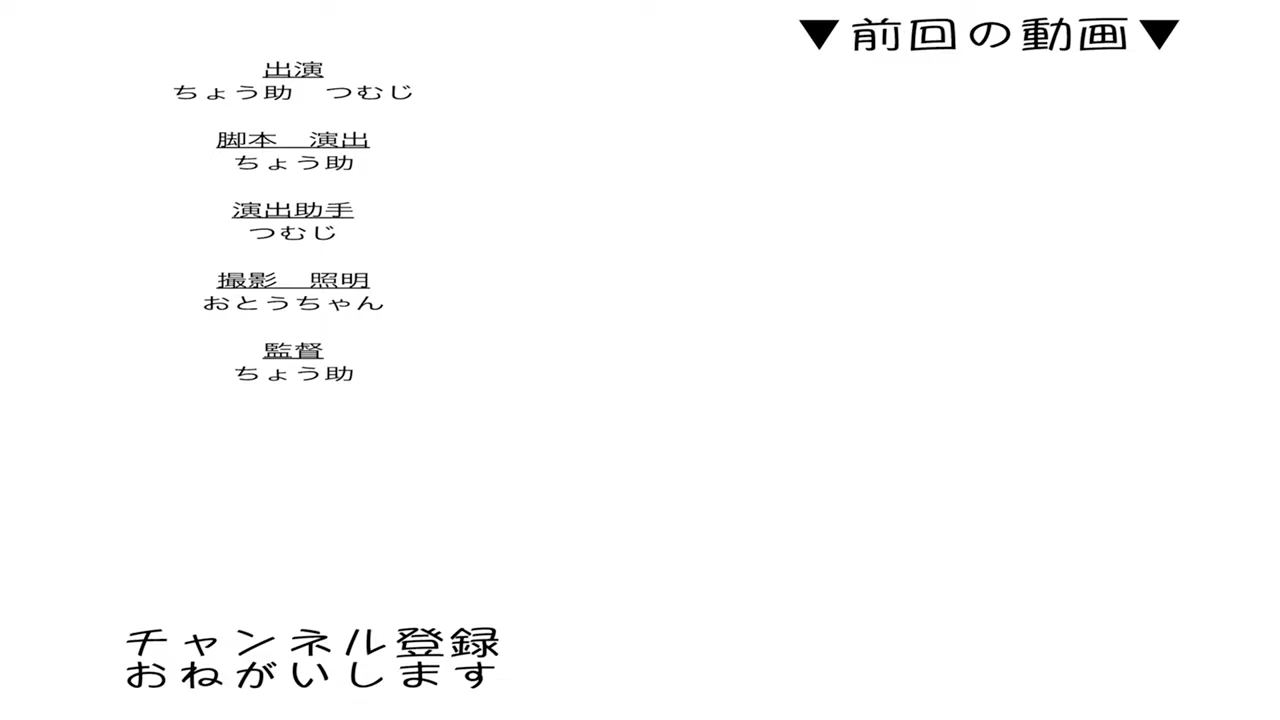 ▼前回の動画▼
出演
ちょう助　つむじ
脚本　演出
ちょう助
演出助手
つむじ
撮影　照明
おとうちゃん
監督
ちょう助
チャンネル登録
おねがいします